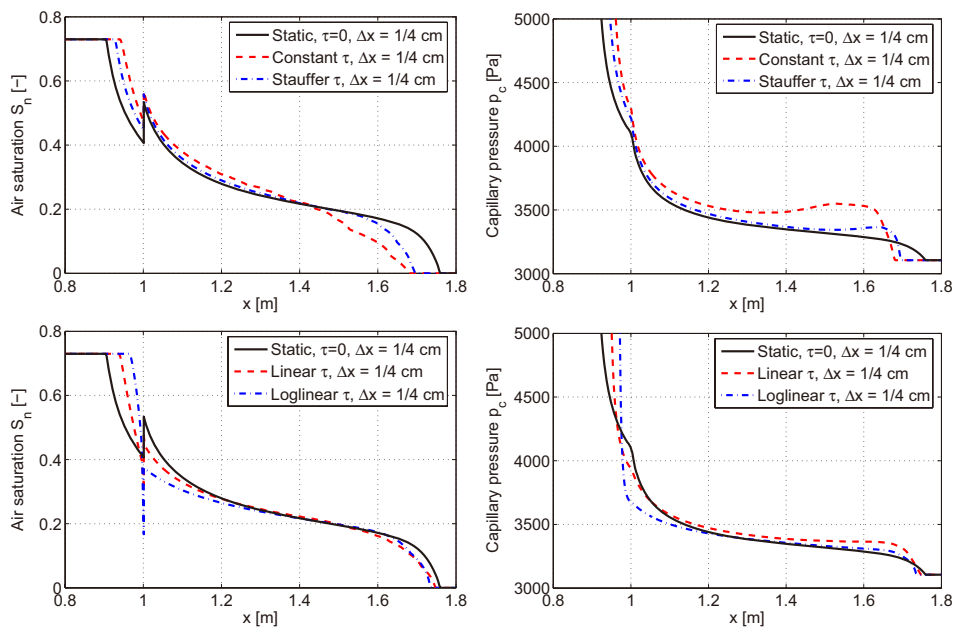 0.8
0.6
0.4
0.2
0
Air saturation Sₙ [−]
Static, τ=0, Δx = 1/4 cm
Constant τ, Δx = 1/4 cm
Stauffer τ, Δx = 1/4 cm
0.8 1 1.2 1.4 1.6 1.8
x [m]
5000
4500
4000
3500
3000
Capillary pressure p_c [Pa]
Static, τ=0, Δx = 1/4 cm
Constant τ, Δx = 1/4 cm
Stauffer τ, Δx = 1/4 cm
0.8 1 1.2 1.4 1.6 1.8
x [m]
0.8
0.6
0.4
0.2
0
Air saturation Sₙ [−]
Static, τ=0, Δx = 1/4 cm
Linear τ, Δx = 1/4 cm
Loglinear τ, Δx = 1/4 cm
0.8 1 1.2 1.4 1.6 1.8
x [m]
5000
4500
4000
3500
3000
Capillary pressure p_c [Pa]
Static, τ=0, Δx = 1/4 cm
Linear τ, Δx = 1/4 cm
Loglinear τ, Δx = 1/4 cm
0.8 1 1.2 1.4 1.6 1.8
x [m]